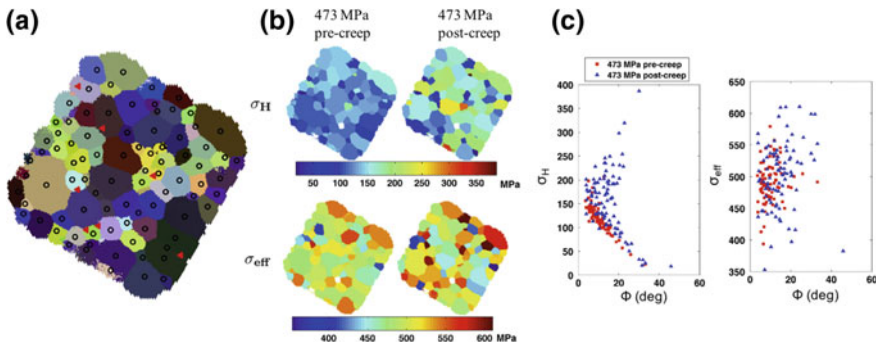 (a)
(b)
473 MPa
pre-creep
473 MPa
post-creep
σH
50 100 150 200 250 300 350 MPa
σeff
400 450 500 550 600 MPa
(c)
473 MPa pre-creep
473 MPa post-creep
400
350
300
250
200
150
100
50
0
σH
0 20 40 60
Φ (deg)
650
600
550
500
450
400
350
σeff
0 20 40 60
Φ (deg)